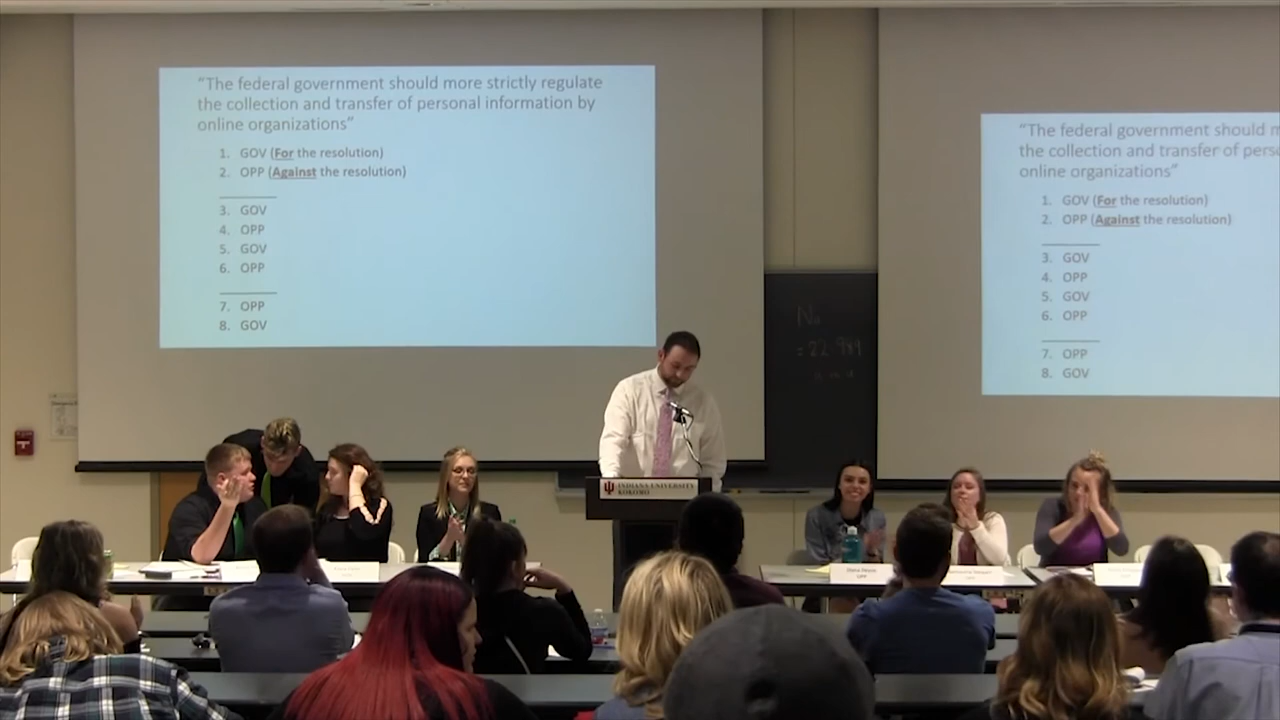 “The federal government should more strictly regulate
the collection and transfer of personal information by
online organizations”
1. GOV (For the resolution)
2. OPP (Against the resolution)
3. GOV
4. OPP
5. GOV
6. OPP
7. OPP
8. GOV
“The federal government should m
the collection and transfer of perso
online organizations”
1. GOV (For the resolution)
2. OPP (Against the resolution)
3. GOV
4. OPP
5. GOV
6. OPP
7. OPP
8. GOV
Na
= 22.989
INDIANA UNIVERSITY
KOKOMO
OPP